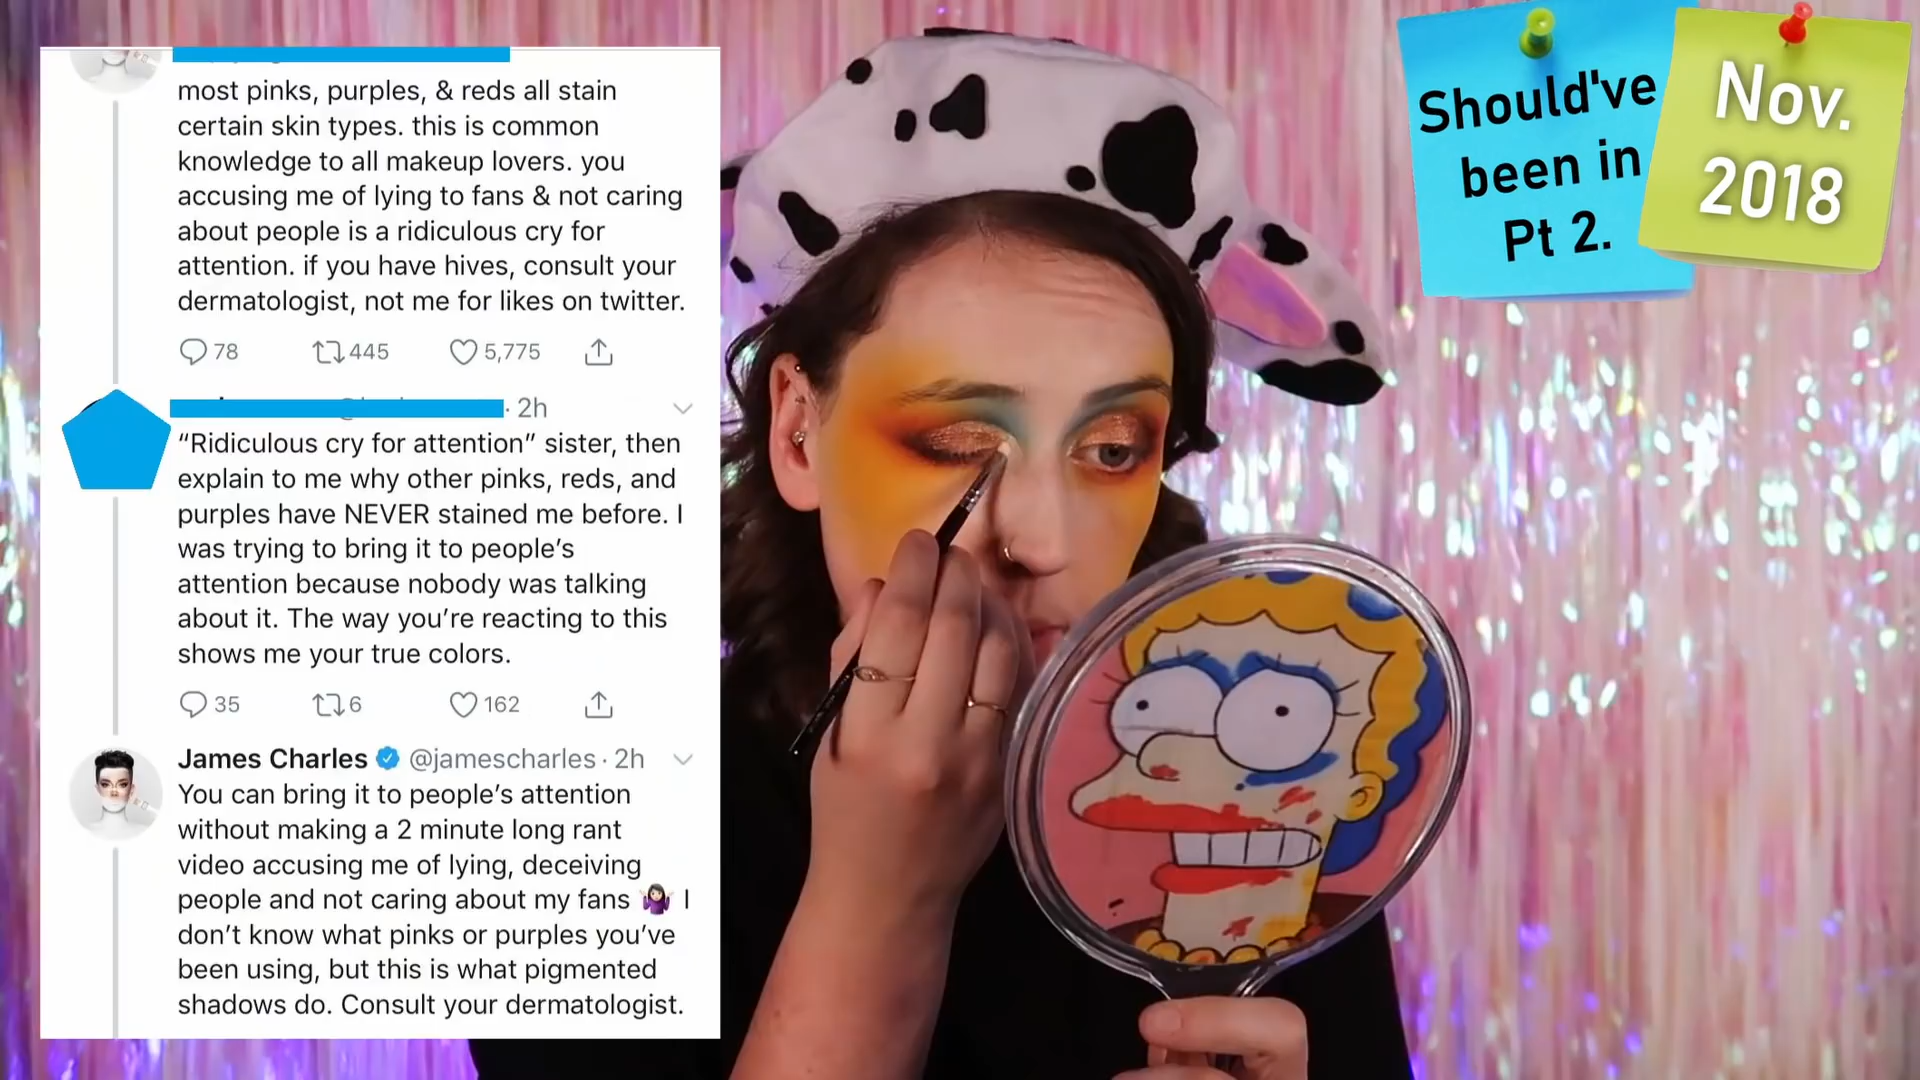 most pinks, purples, & reds all stain
certain skin types. this is common
knowledge to all makeup lovers. you
accusing me of lying to fans & not caring
about people is a ridiculous cry for
attention. if you have hives, consult your
dermatologist, not me for likes on twitter.
78 445 5,775
· 2h
“Ridiculous cry for attention” sister, then
explain to me why other pinks, reds, and
purples have NEVER stained me before. I
was trying to bring it to people’s
attention because nobody was talking
about it. The way you’re reacting to this
shows me your true colors.
35 6 162
James Charles @jamescharles · 2h
You can bring it to people’s attention
without making a 2 minute long rant
video accusing me of lying, deceiving
people and not caring about my fans 🤷🏻‍♀️ I
don’t know what pinks or purples you’ve
been using, but this is what pigmented
shadows do. Consult your dermatologist.
Should've
been in
Pt 2.
Nov.
2018